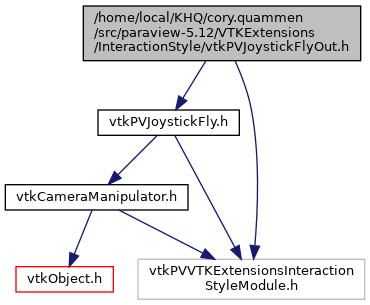 /home/local/KHQ/cory.quammen
/src/paraview-5.12/VTKExtensions
/InteractionStyle/vtkPVJoystickFlyOut.h
vtkPVJoystickFly.h
vtkCameraManipulator.h
vtkObject.h
vtkPVVTKExtensionsInteraction
StyleModule.h